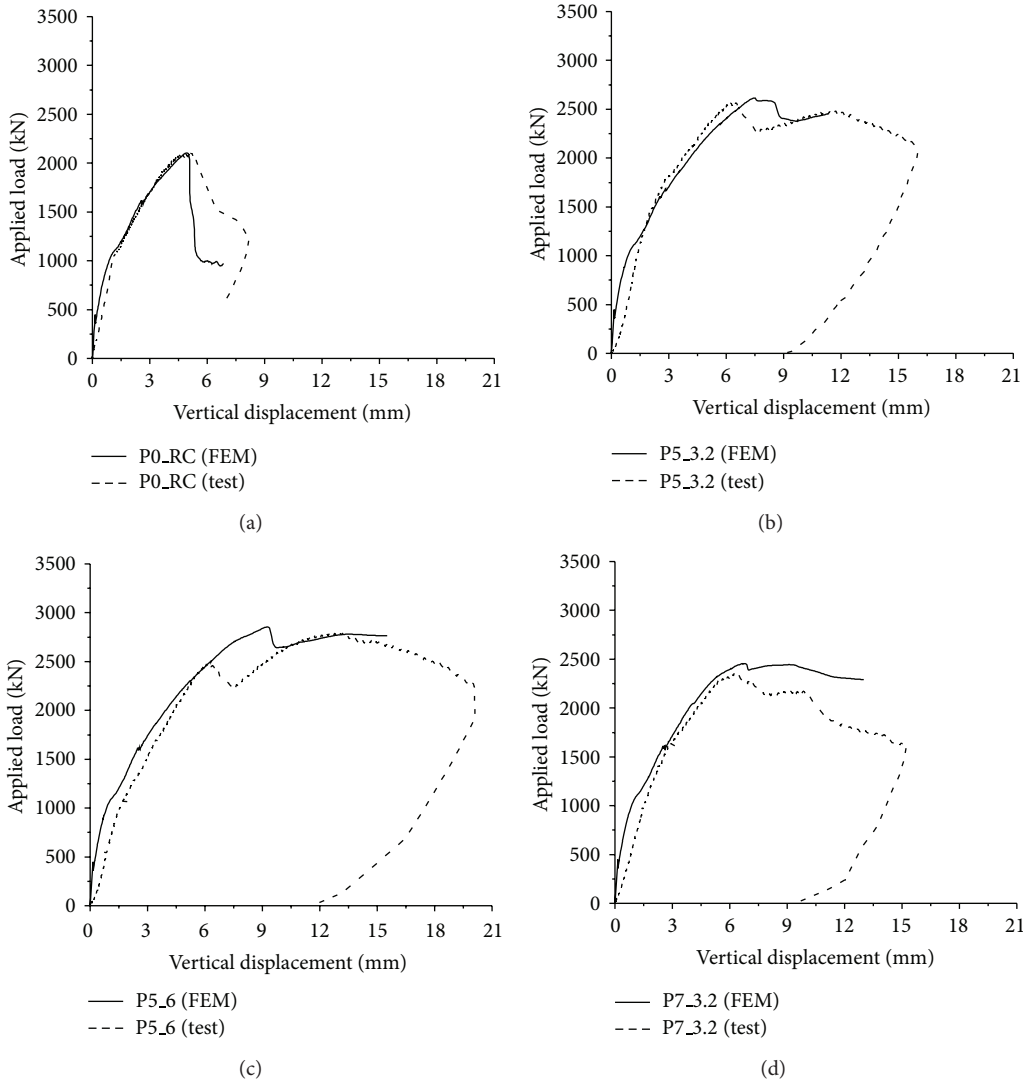 3500
3000
2500
2000
1500
1000
500
0
Applied load (kN)
0 3 6 9 12 15 18 21
Vertical displacement (mm)
P0_RC (FEM)
P0_RC (test)
(a)
3500
3000
2500
2000
1500
1000
500
0
Applied load (kN)
0 3 6 9 12 15 18 21
Vertical displacement (mm)
P5_3.2 (FEM)
P5_3.2 (test)
(b)
3500
3000
2500
2000
1500
1000
500
0
Applied load (kN)
0 3 6 9 12 15 18 21
Vertical displacement (mm)
P5_6 (FEM)
P5_6 (test)
(c)
3500
3000
2500
2000
1500
1000
500
0
Applied load (kN)
0 3 6 9 12 15 18 21
Vertical displacement (mm)
P7_3.2 (FEM)
P7_3.2 (test)
(d)